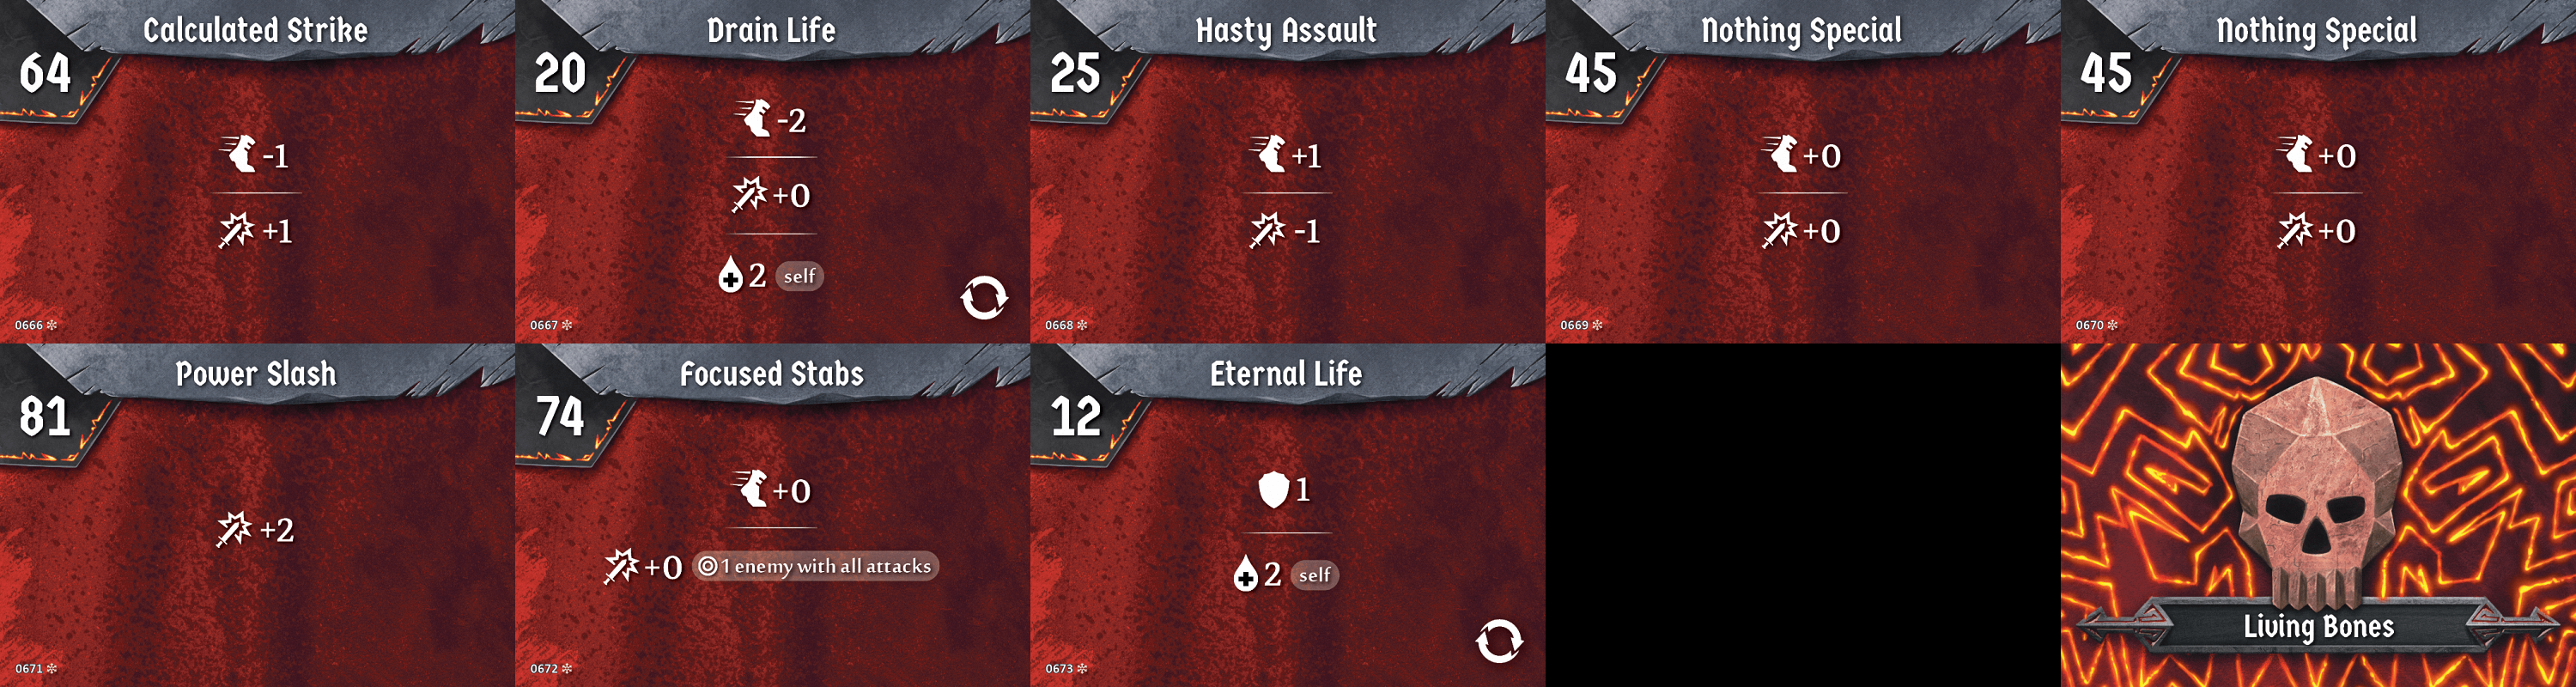 Calculated Strike
64
-1
+1
0666
Drain Life
20
-2
+0
2 self
0667
Hasty Assault
25
+1
-1
0668
Nothing Special
45
+0
+0
0669
Nothing Special
45
+0
+0
0670
Power Slash
81
+2
0671
Focused Stabs
74
+0
+0 1 enemy with all attacks
0672
Eternal Life
12
1
2 self
0673
Living Bones